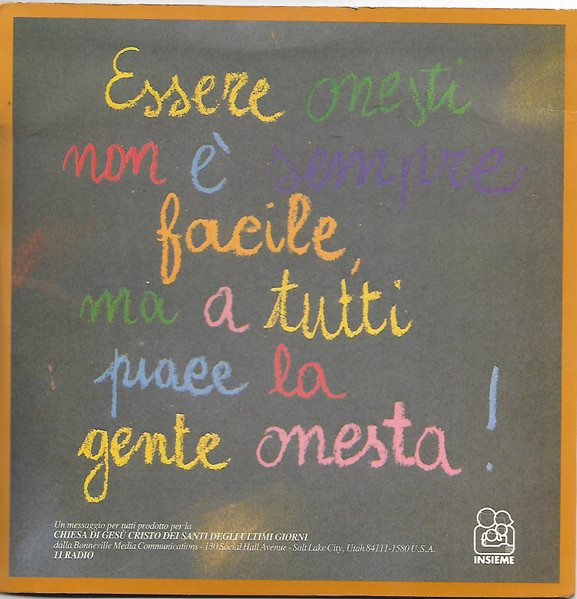 Essere onesti
non è sempre
facile,
ma a tutti
piace la
gente onesta!
Un messaggio per tutti prodotto per la
CHIESA DI GESÙ CRISTO DEI SANTI DEGLI ULTIMI GIORNI
dalla Bonneville Media Communications - 130 Social Hall Avenue - Salt Lake City, Utah 84111-1580 U.S.A.
11 RADIO
INSIEME